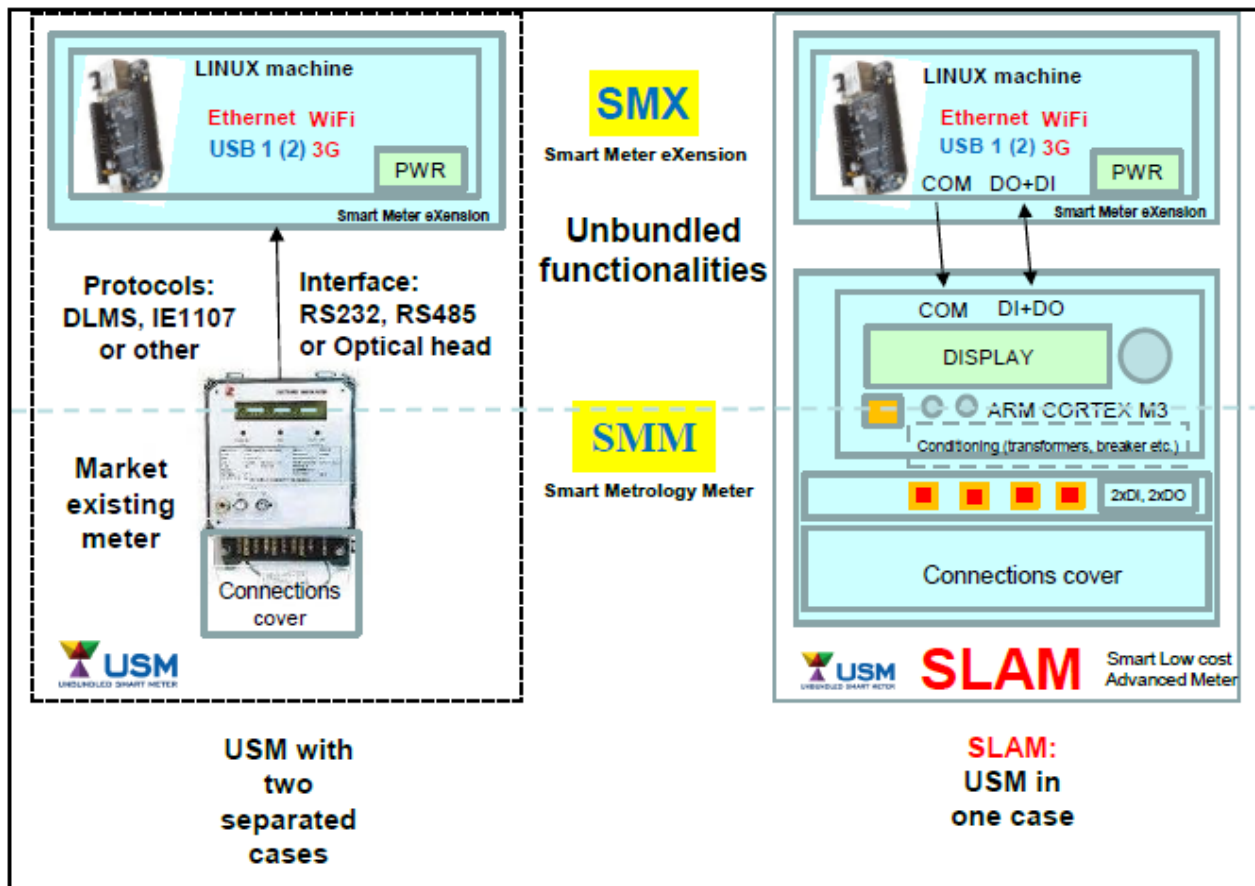 LINUX machine
Ethernet WiFi
USB 1 (2) 3G
PWR
Smart Meter eXension
Protocols:
DLMS, IE1107
or other
Interface:
RS232, RS485
or Optical head
Market
existing
meter
Connections
cover
USM
UNBUNDLED SMART METER
USM with
two
separated
cases
SMX
Smart Meter eXension
Unbundled
functionalities
SMM
Smart Metrology Meter
LINUX machine
Ethernet WiFi
USB 1 (2) 3G
COM DO+DI
PWR
Smart Meter eXension
COM DI+DO
DISPLAY
ARM CORTEX M3
Conditioning (transformers, breaker etc.)
2xDI, 2xDO
Connections cover
USM
UNBUNDLED SMART METER
SLAM
Smart Low cost
Advanced Meter
SLAM:
USM in
one case